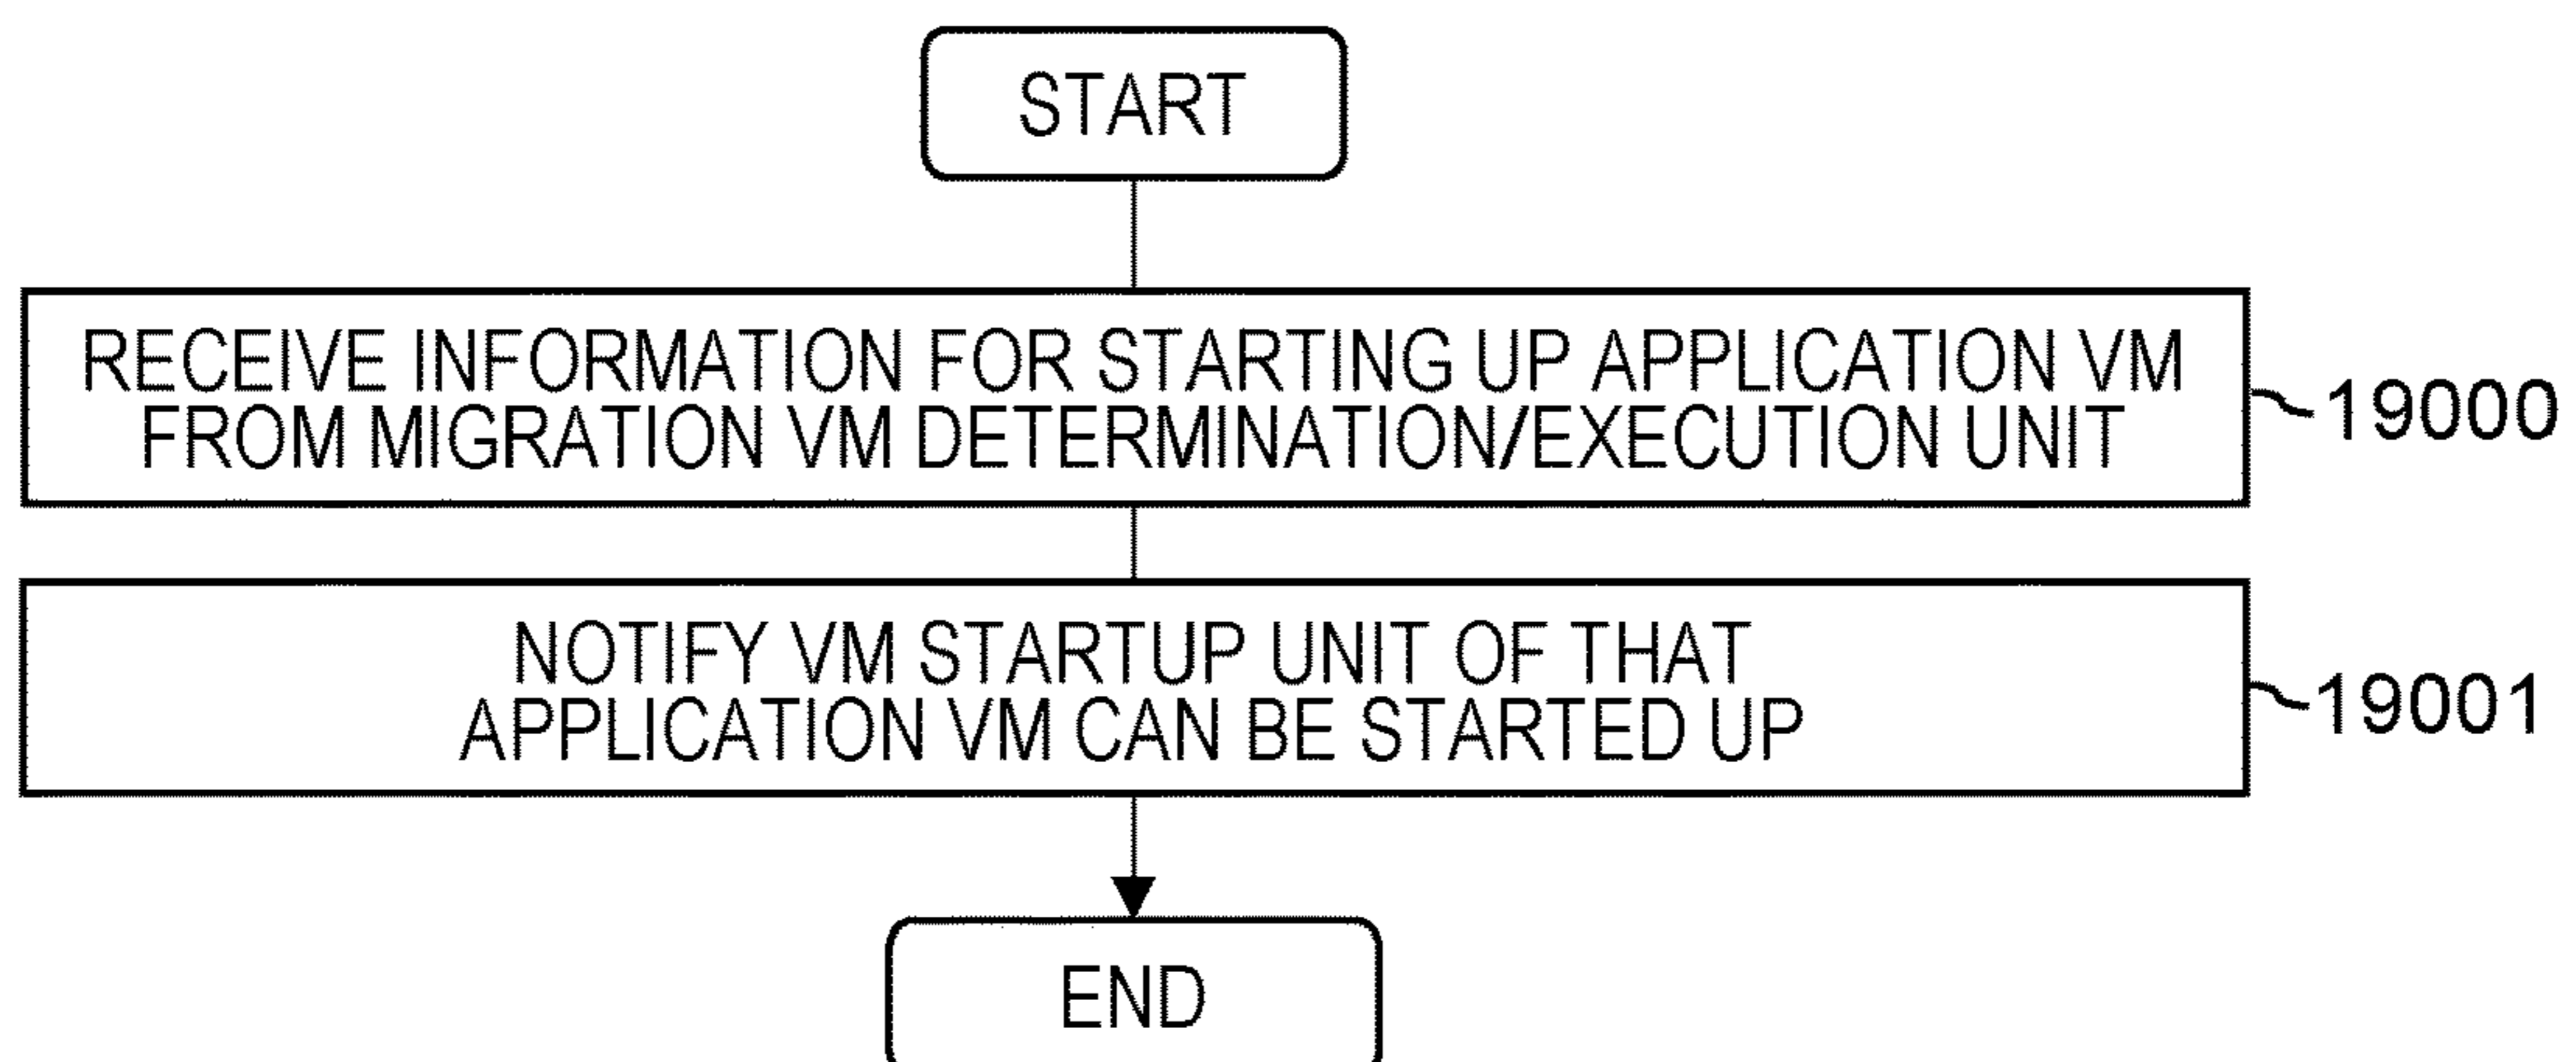 START
RECEIVE INFORMATION FOR STARTING UP APPLICATION VM
FROM MIGRATION VM DETERMINATION/EXECUTION UNIT
19000
NOTIFY VM STARTUP UNIT OF THAT
APPLICATION VM CAN BE STARTED UP
19001
END